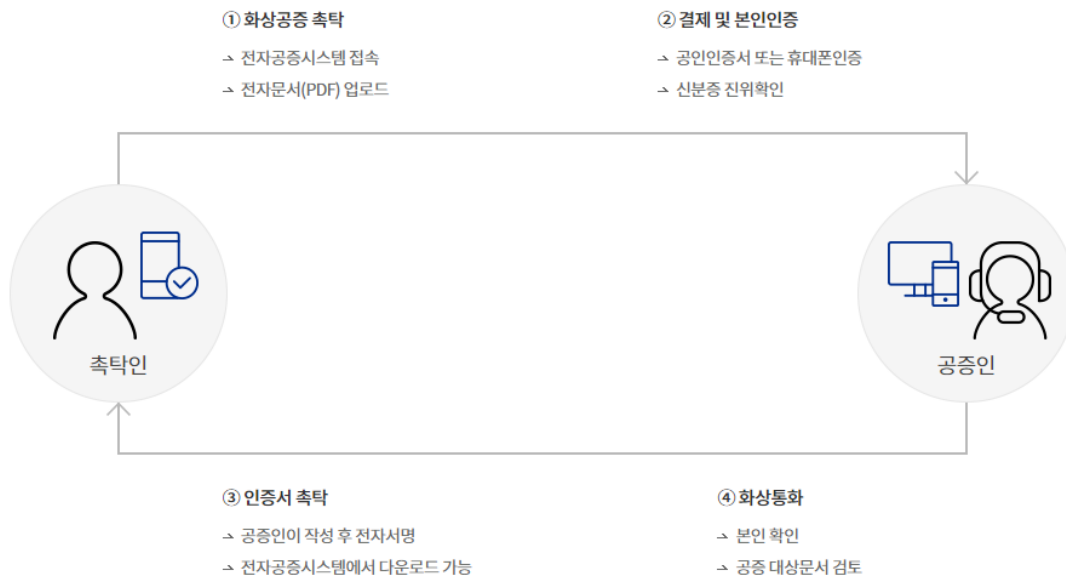 ① 화상공증 촉탁
→ 전자공증시스템 접속
→ 전자문서(PDF) 업로드
② 결제 및 본인인증
→ 공인인증서 또는 휴대폰인증
→ 신분증 진위확인
촉탁인
공증인
③ 인증서 촉탁
→ 공증인이 작성 후 전자서명
→ 전자공증시스템에서 다운로드 가능
④ 화상통화
→ 본인 확인
→ 공증 대상문서 검토